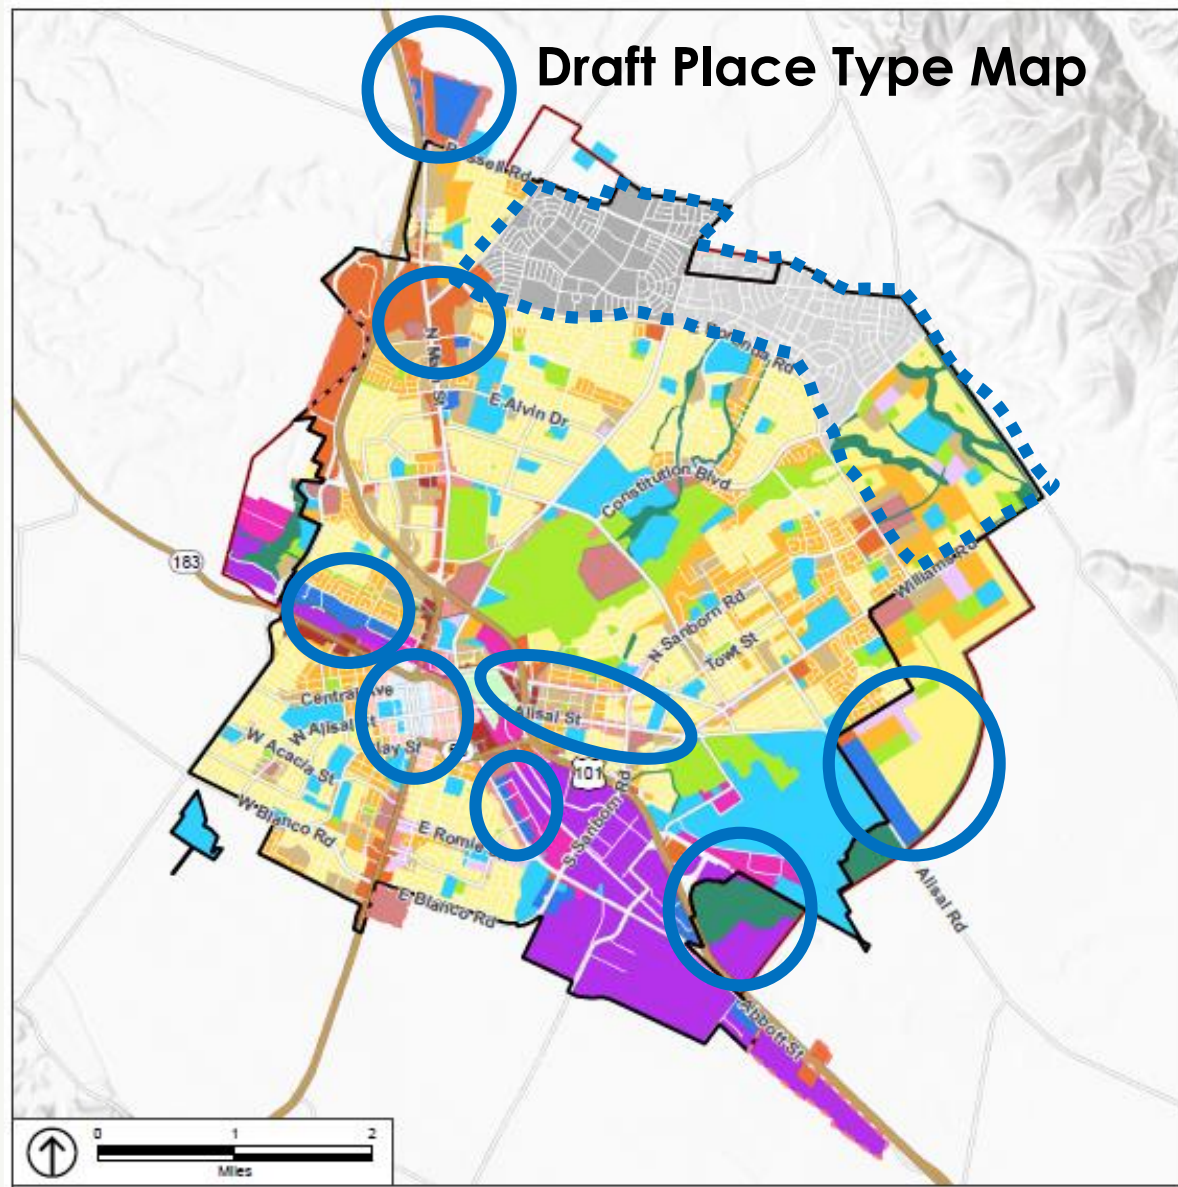 Draft Place Type Map
Russell Rd
N Main St
E Boronda Rd
E Alvin Dr
Constitution Blvd
183
Williams Rd
N Sanborn Rd
Towt St
Central Ave
W Alisal St
Alisal St
W Acacia St
101
W Blanco Rd
S Sanborn Rd
E Blanco Rd
Alisal Rd
Abbott St
0 1 2
Miles